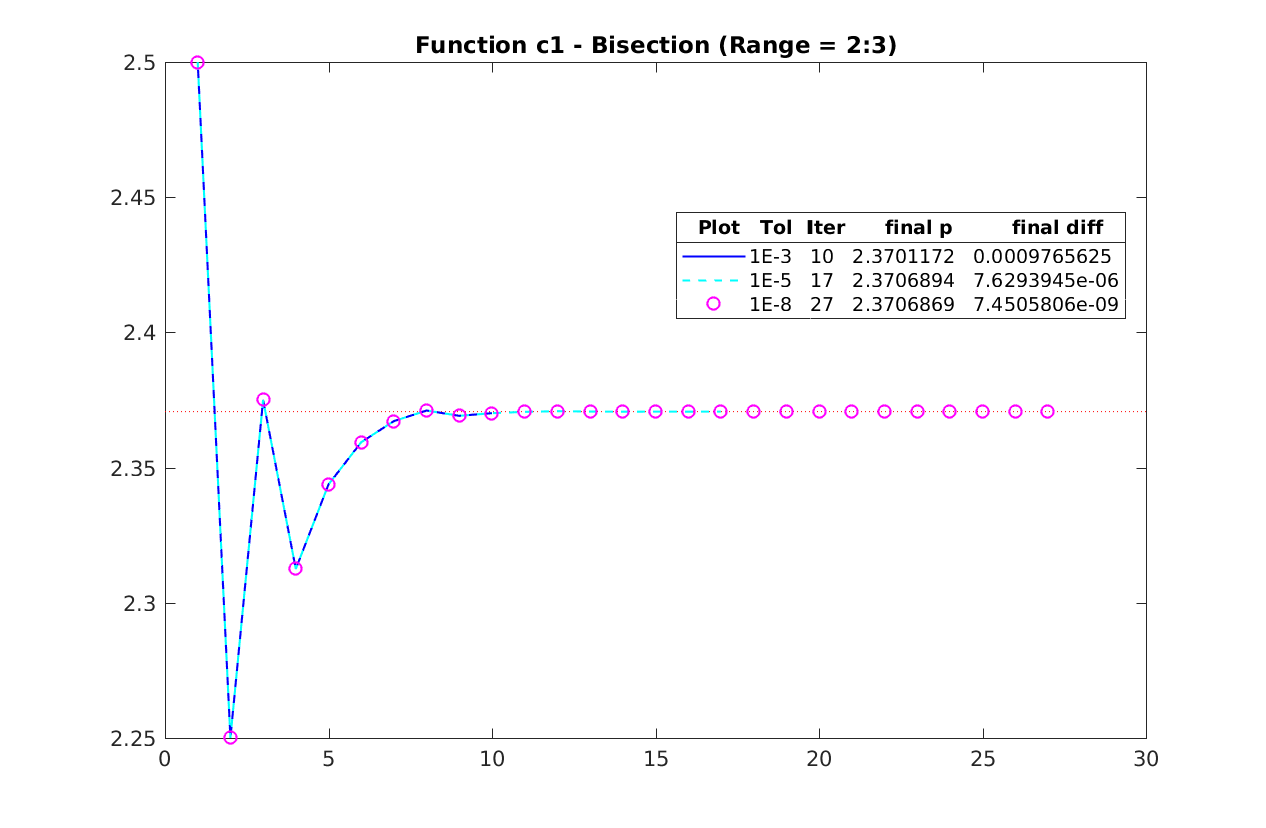 Function c1 - Bisection (Range = 2:3)
2.5
2.45
2.4
2.35
2.3
2.25
Plot Tol Iter final p final diff
1E-3 10 2.3701172 0.0009765625
1E-5 17 2.3706894 7.6293945e-06
1E-8 27 2.3706869 7.4505806e-09
0 5 10 15 20 25 30